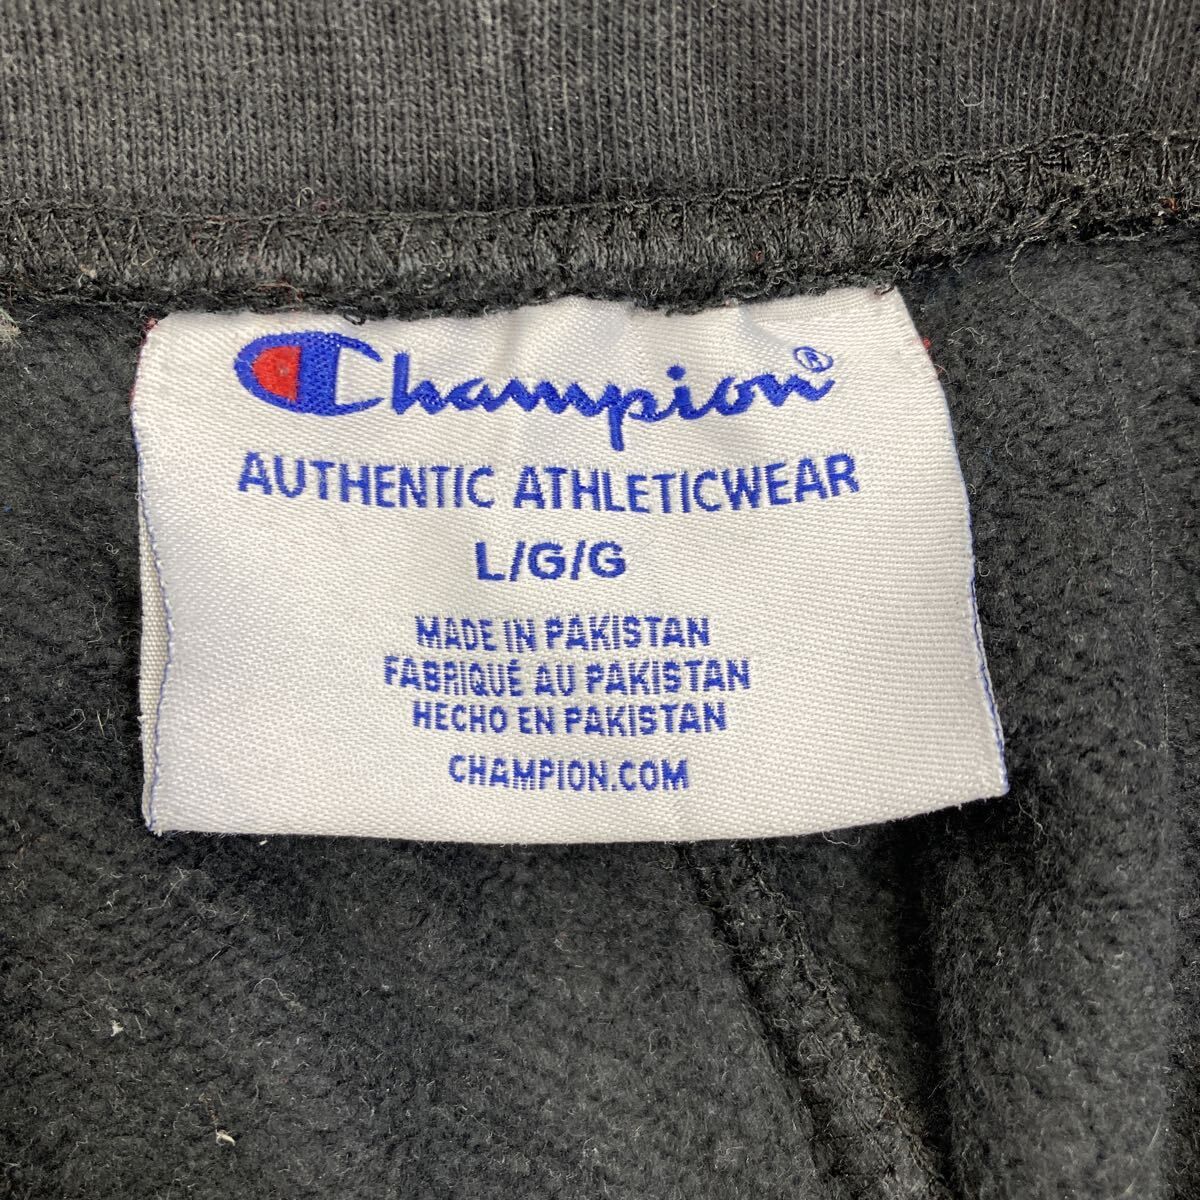 Champion®
AUTHENTIC ATHLETICWEAR
L/G/G
MADE IN PAKISTAN
FABRIQUÉ AU PAKISTAN
HECHO EN PAKISTAN
CHAMPION.COM